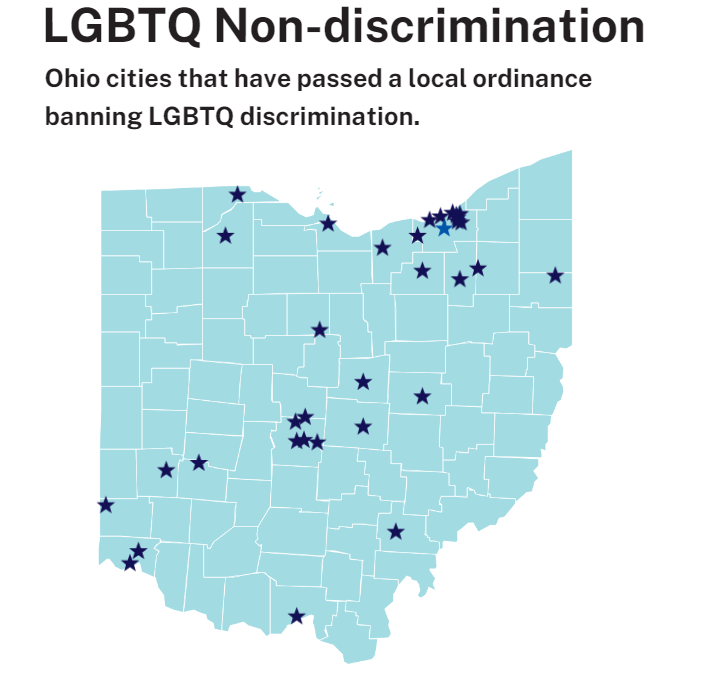 LGBTQ Non-discrimination
Ohio cities that have passed a local ordinance
banning LGBTQ discrimination.